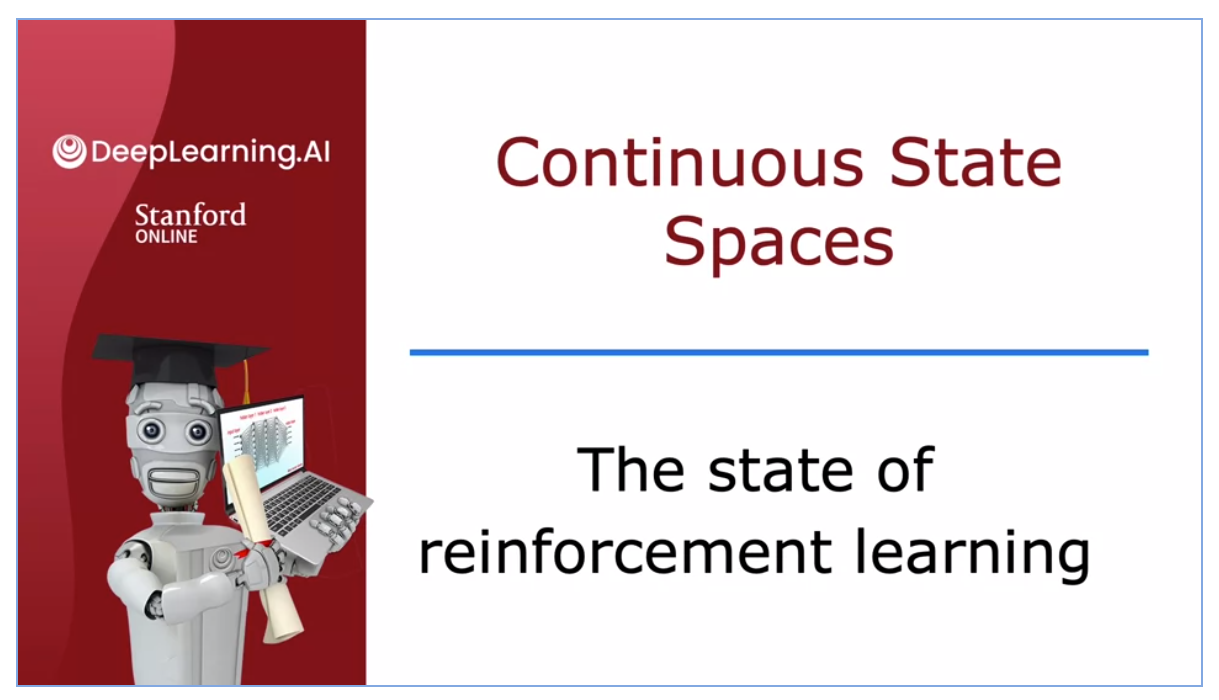 DeepLearning.AI
Stanford
ONLINE
Continuous State
Spaces
The state of
reinforcement learning